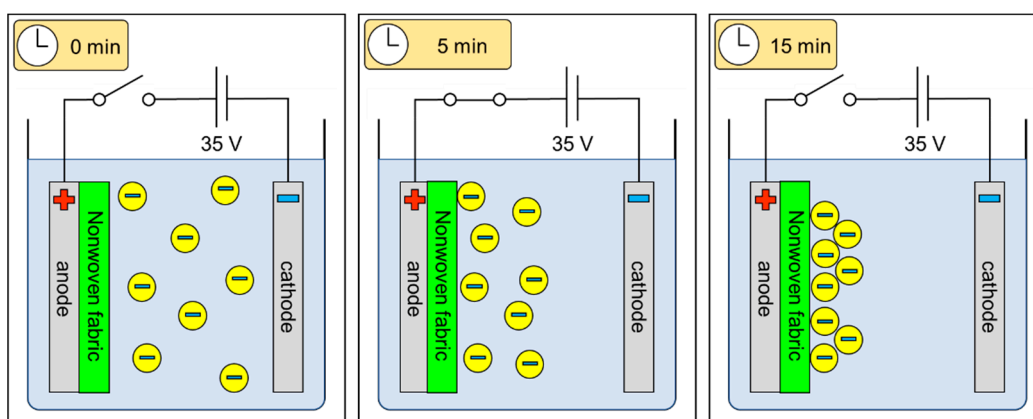 0 min
35 V
anode
Nonwoven fabric
cathode
5 min
35 V
anode
Nonwoven fabric
cathode
15 min
35 V
anode
Nonwoven fabric
cathode